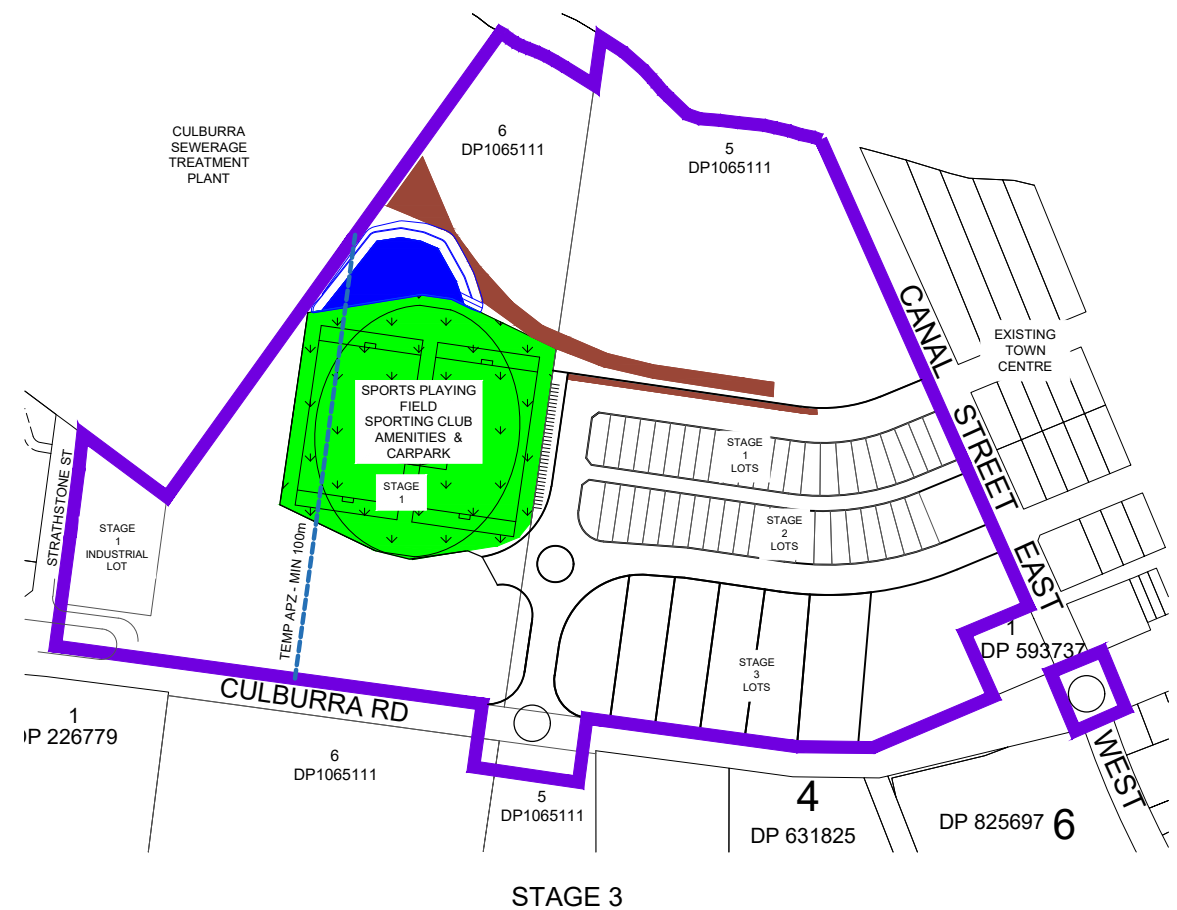 CULBURRA
SEWERAGE
TREATMENT
PLANT
6
DP1065111
5
DP1065111
CANAL
STREET
EAST
EXISTING
TOWN
CENTRE
SPORTS PLAYING
FIELD
SPORTING CLUB
AMENITIES &
CARPARK
STAGE
1
STAGE
1
LOTS
STAGE
2
LOTS
STAGE
3
LOTS
STRATHSTONE ST
STAGE
1
INDUSTRIAL
LOT
TEMP APZ - MIN 100m
CULBURRA RD
1
DP 593737
WEST
1
DP 226779
6
DP1065111
5
DP1065111
4
DP 631825
DP 825697 6
STAGE 3